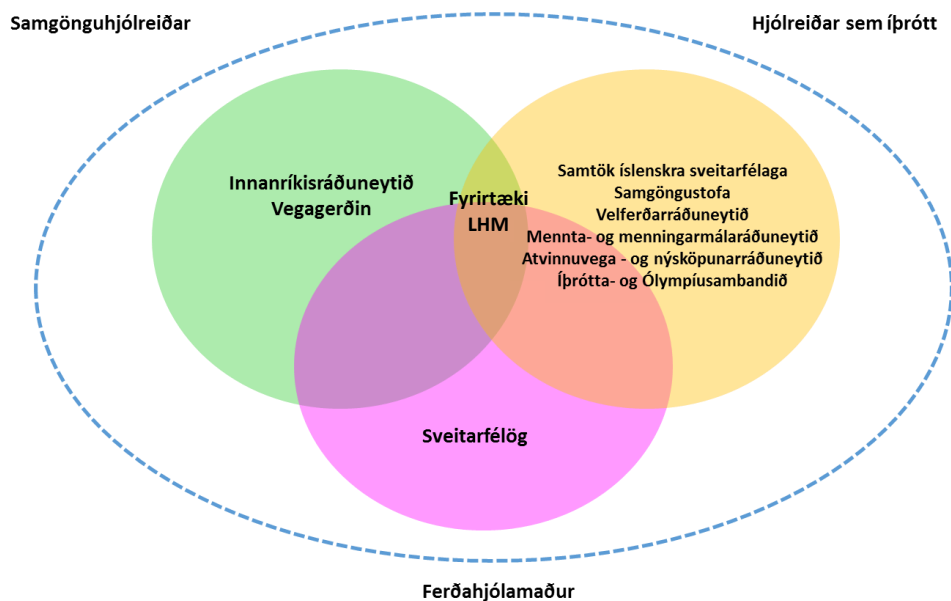 Samgönguhjólreiðar
Hjólreiðar sem íþrótt
Innanríkisráðuneytið
Vegagerðin
Fyrirtæki
LHM
Samtök íslenskra sveitarfélaga
Samgöngustofa
Velferðarráðuneytið
Mennta- og menningarmálaráðuneytið
Atvinnuvega - og nýsköpunarráðuneytið
Íþrótta- og Ólympíusambandið
Sveitarfélög
Ferðahjólamaður